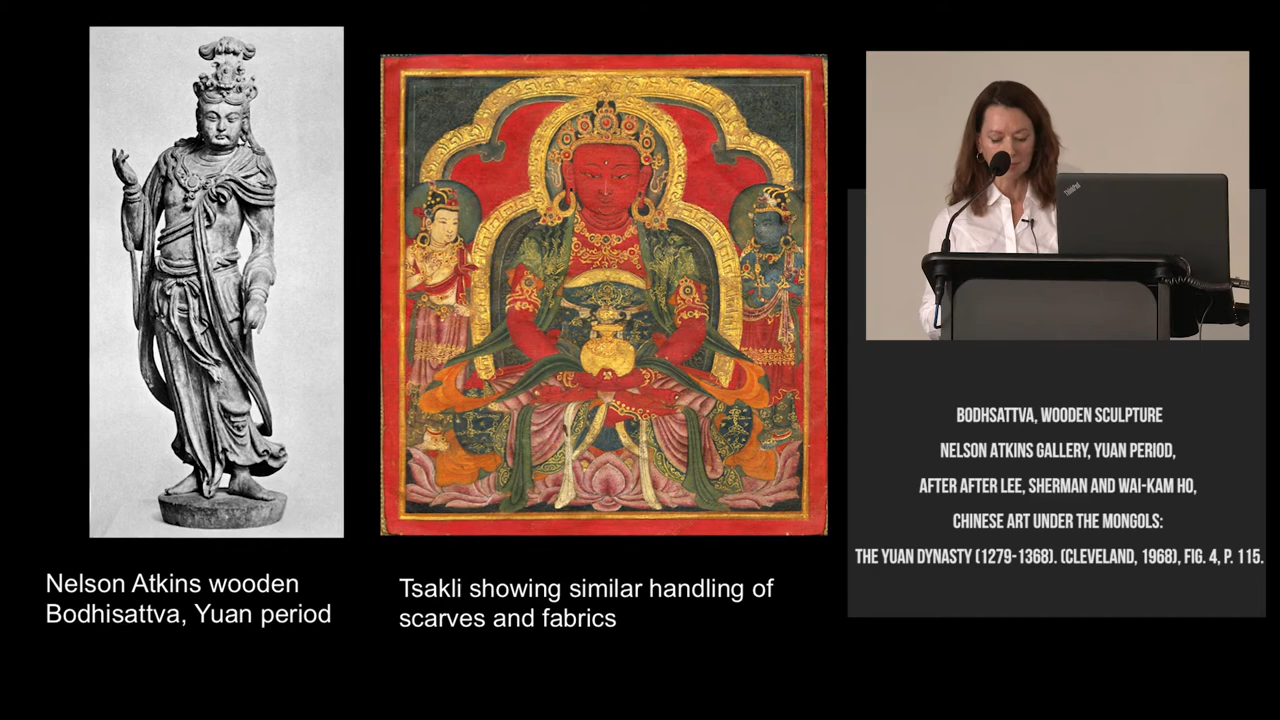 Nelson Atkins wooden
Bodhisattva, Yuan period
Tsakli showing similar handling of
scarves and fabrics
ThinkPad
BODHSATTVA, WOODEN SCULPTURE
NELSON ATKINS GALLERY, YUAN PERIOD,
AFTER AFTER LEE, SHERMAN AND WAI-KAM HO,
CHINESE ART UNDER THE MONGOLS:
THE YUAN DYNASTY (1279-1368). (CLEVELAND, 1968), FIG. 4, P. 115.